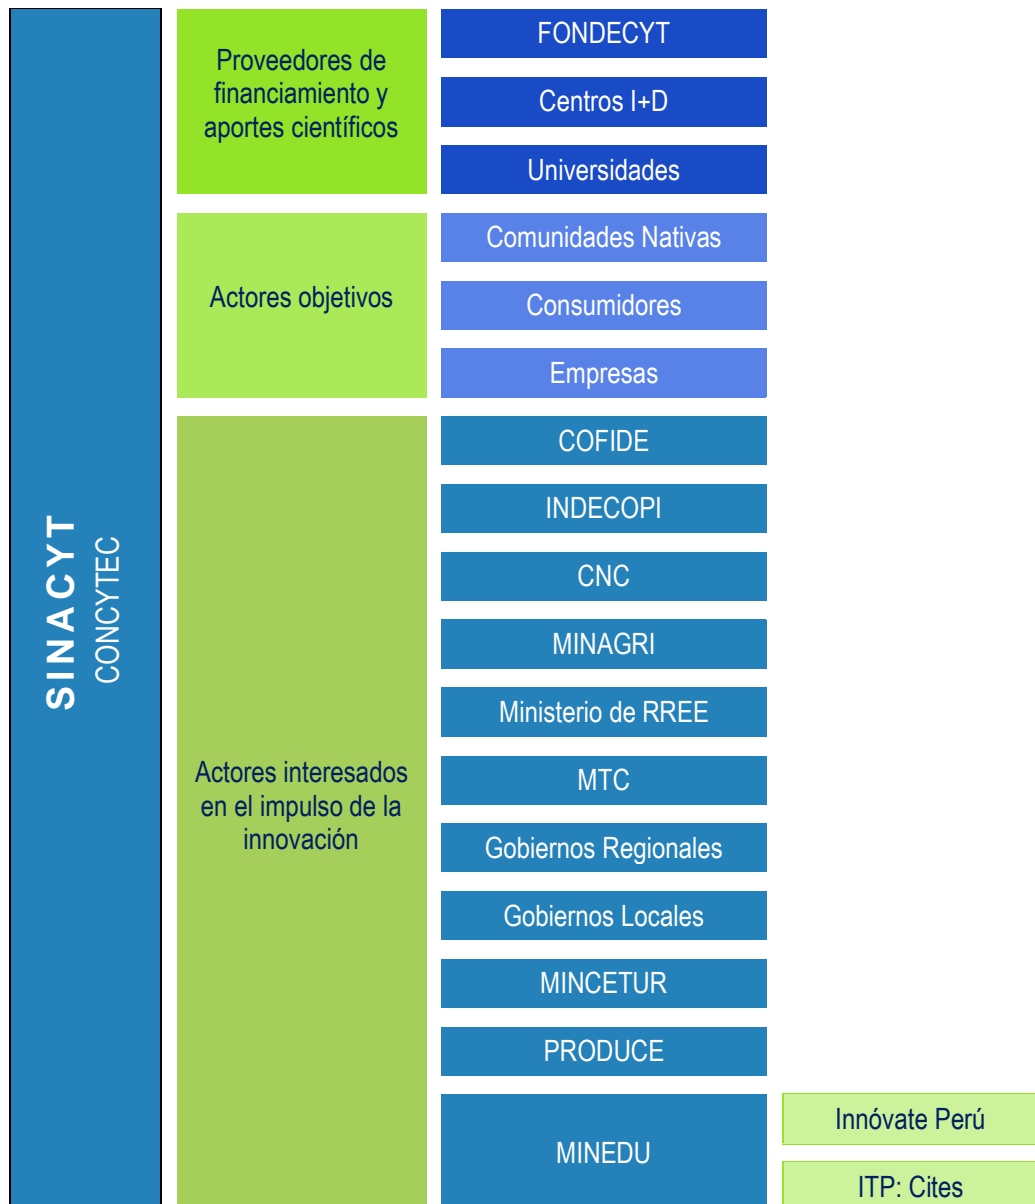 SINACYT
CONCYTEC
Proveedores de
financiamiento y
aportes científicos
FONDECYT
Centros I+D
Universidades
Actores objetivos
Comunidades Nativas
Consumidores
Empresas
Actores interesados
en el impulso de la
innovación
COFIDE
INDECOPI
CNC
MINAGRI
Ministerio de RREE
MTC
Gobiernos Regionales
Gobiernos Locales
MINCETUR
PRODUCE
MINEDU
Innóvate Perú
ITP: Cites